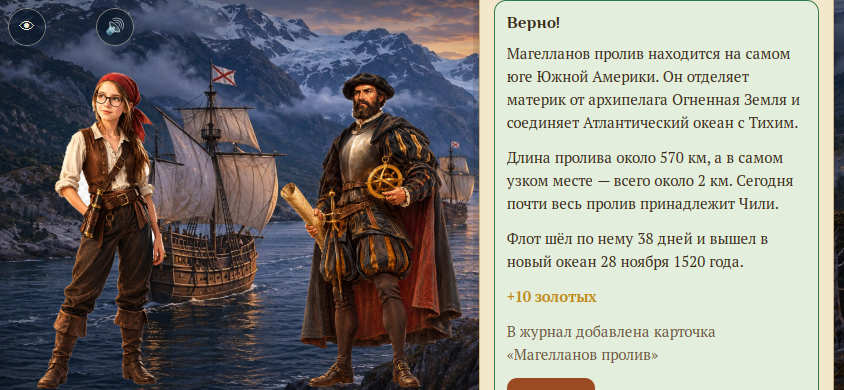 Верно!
Магелланов пролив находится на самом
юге Южной Америки. Он отделяет
материк от архипелага Огненная Земля и
соединяет Атлантический океан с Тихим.
Длина пролива около 570 км, а в самом
узком месте — всего около 2 км. Сегодня
почти весь пролив принадлежит Чили.
Флот шёл по нему 38 дней и вышел в
новый океан 28 ноября 1520 года.
+10 золотых
В журнал добавлена карточка
«Магелланов пролив»